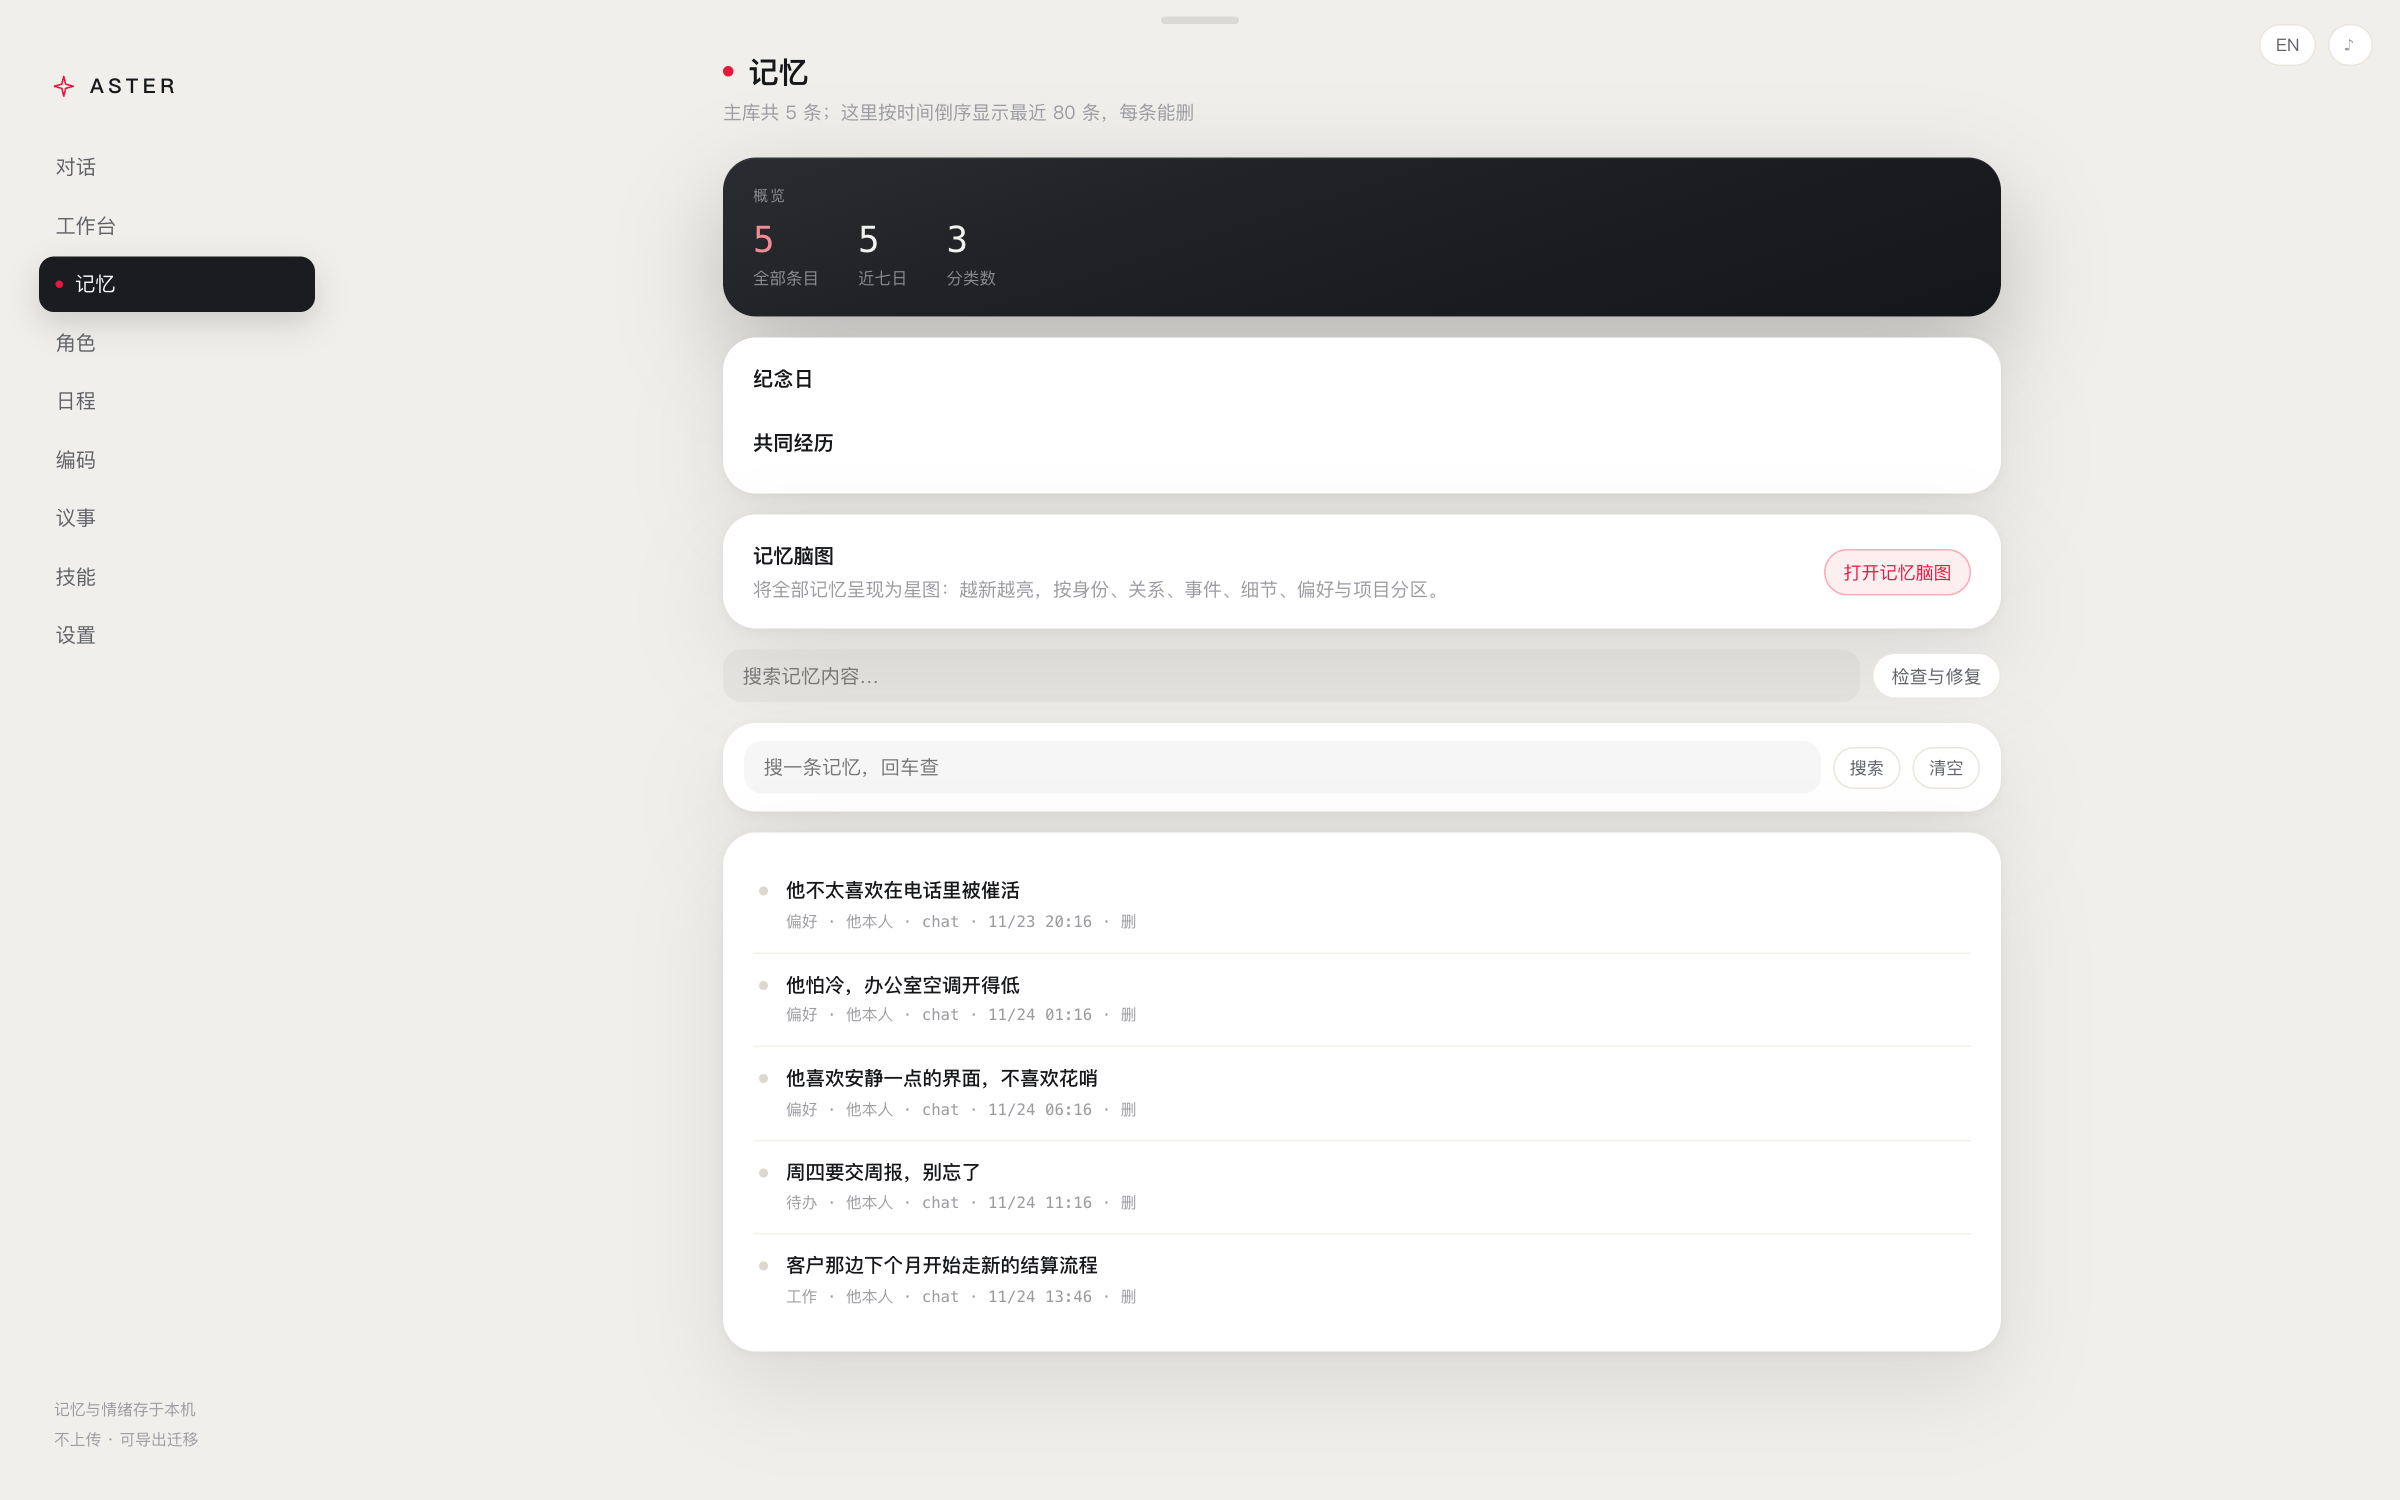 EN
♪
ASTER
对话
工作台
记忆
角色
日程
编码
议事
技能
设置
记忆与情绪存于本机
不上传 · 可导出迁移
记忆
主库共 5 条；这里按时间倒序显示最近 80 条，每条能删
概览
5 5 3
全部条目 近七日 分类数
纪念日
共同经历
记忆脑图
将全部记忆呈现为星图：越新越亮，按身份、关系、事件、细节、偏好与项目分区。
打开记忆脑图
搜索记忆内容...
检查与修复
搜一条记忆，回车查
搜索
清空
他不太喜欢在电话里被催活
偏好 · 他本人 · chat · 11/23 20:16 · 删
他怕冷，办公室空调开得低
偏好 · 他本人 · chat · 11/24 01:16 · 删
他喜欢安静一点的界面，不喜欢花哨
偏好 · 他本人 · chat · 11/24 06:16 · 删
周四要交周报，别忘了
待办 · 他本人 · chat · 11/24 11:16 · 删
客户那边下个月开始走新的结算流程
工作 · 他本人 · chat · 11/24 13:46 · 删